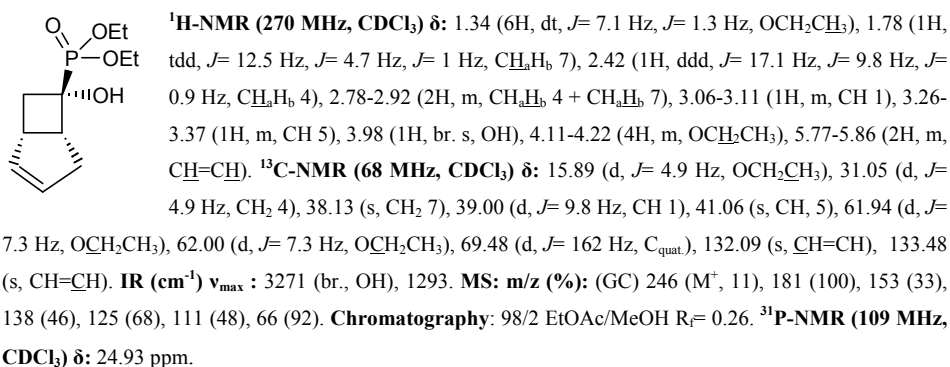 O
OEt
P
OEt
OH
¹H-NMR (270 MHz, CDCl₃) δ: 1.34 (6H, dt, J= 7.1 Hz, J= 1.3 Hz, OCH₂CH₃), 1.78 (1H,
tdd, J= 12.5 Hz, J= 4.7 Hz, J= 1 Hz, CHₐH_b 7), 2.42 (1H, ddd, J= 17.1 Hz, J= 9.8 Hz, J=
0.9 Hz, CHₐH_b 4), 2.78-2.92 (2H, m, CHₐH_b 4 + CHₐH_b 7), 3.06-3.11 (1H, m, CH 1), 3.26-
3.37 (1H, m, CH 5), 3.98 (1H, br. s, OH), 4.11-4.22 (4H, m, OCH₂CH₃), 5.77-5.86 (2H, m,
CH=CH). ¹³C-NMR (68 MHz, CDCl₃) δ: 15.89 (d, J= 4.9 Hz, OCH₂CH₃), 31.05 (d, J=
4.9 Hz, CH₂ 4), 38.13 (s, CH₂ 7), 39.00 (d, J= 9.8 Hz, CH 1), 41.06 (s, CH, 5), 61.94 (d, J=
7.3 Hz, OCH₂CH₃), 62.00 (d, J= 7.3 Hz, OCH₂CH₃), 69.48 (d, J= 162 Hz, C_quat.), 132.09 (s, CH=CH), 133.48
(s, CH=CH). IR (cm⁻¹) ν_max : 3271 (br., OH), 1293. MS: m/z (%): (GC) 246 (M⁺, 11), 181 (100), 153 (33),
138 (46), 125 (68), 111 (48), 66 (92). Chromatography: 98/2 EtOAc/MeOH R_f= 0.26. ³¹P-NMR (109 MHz,
CDCl₃) δ: 24.93 ppm.